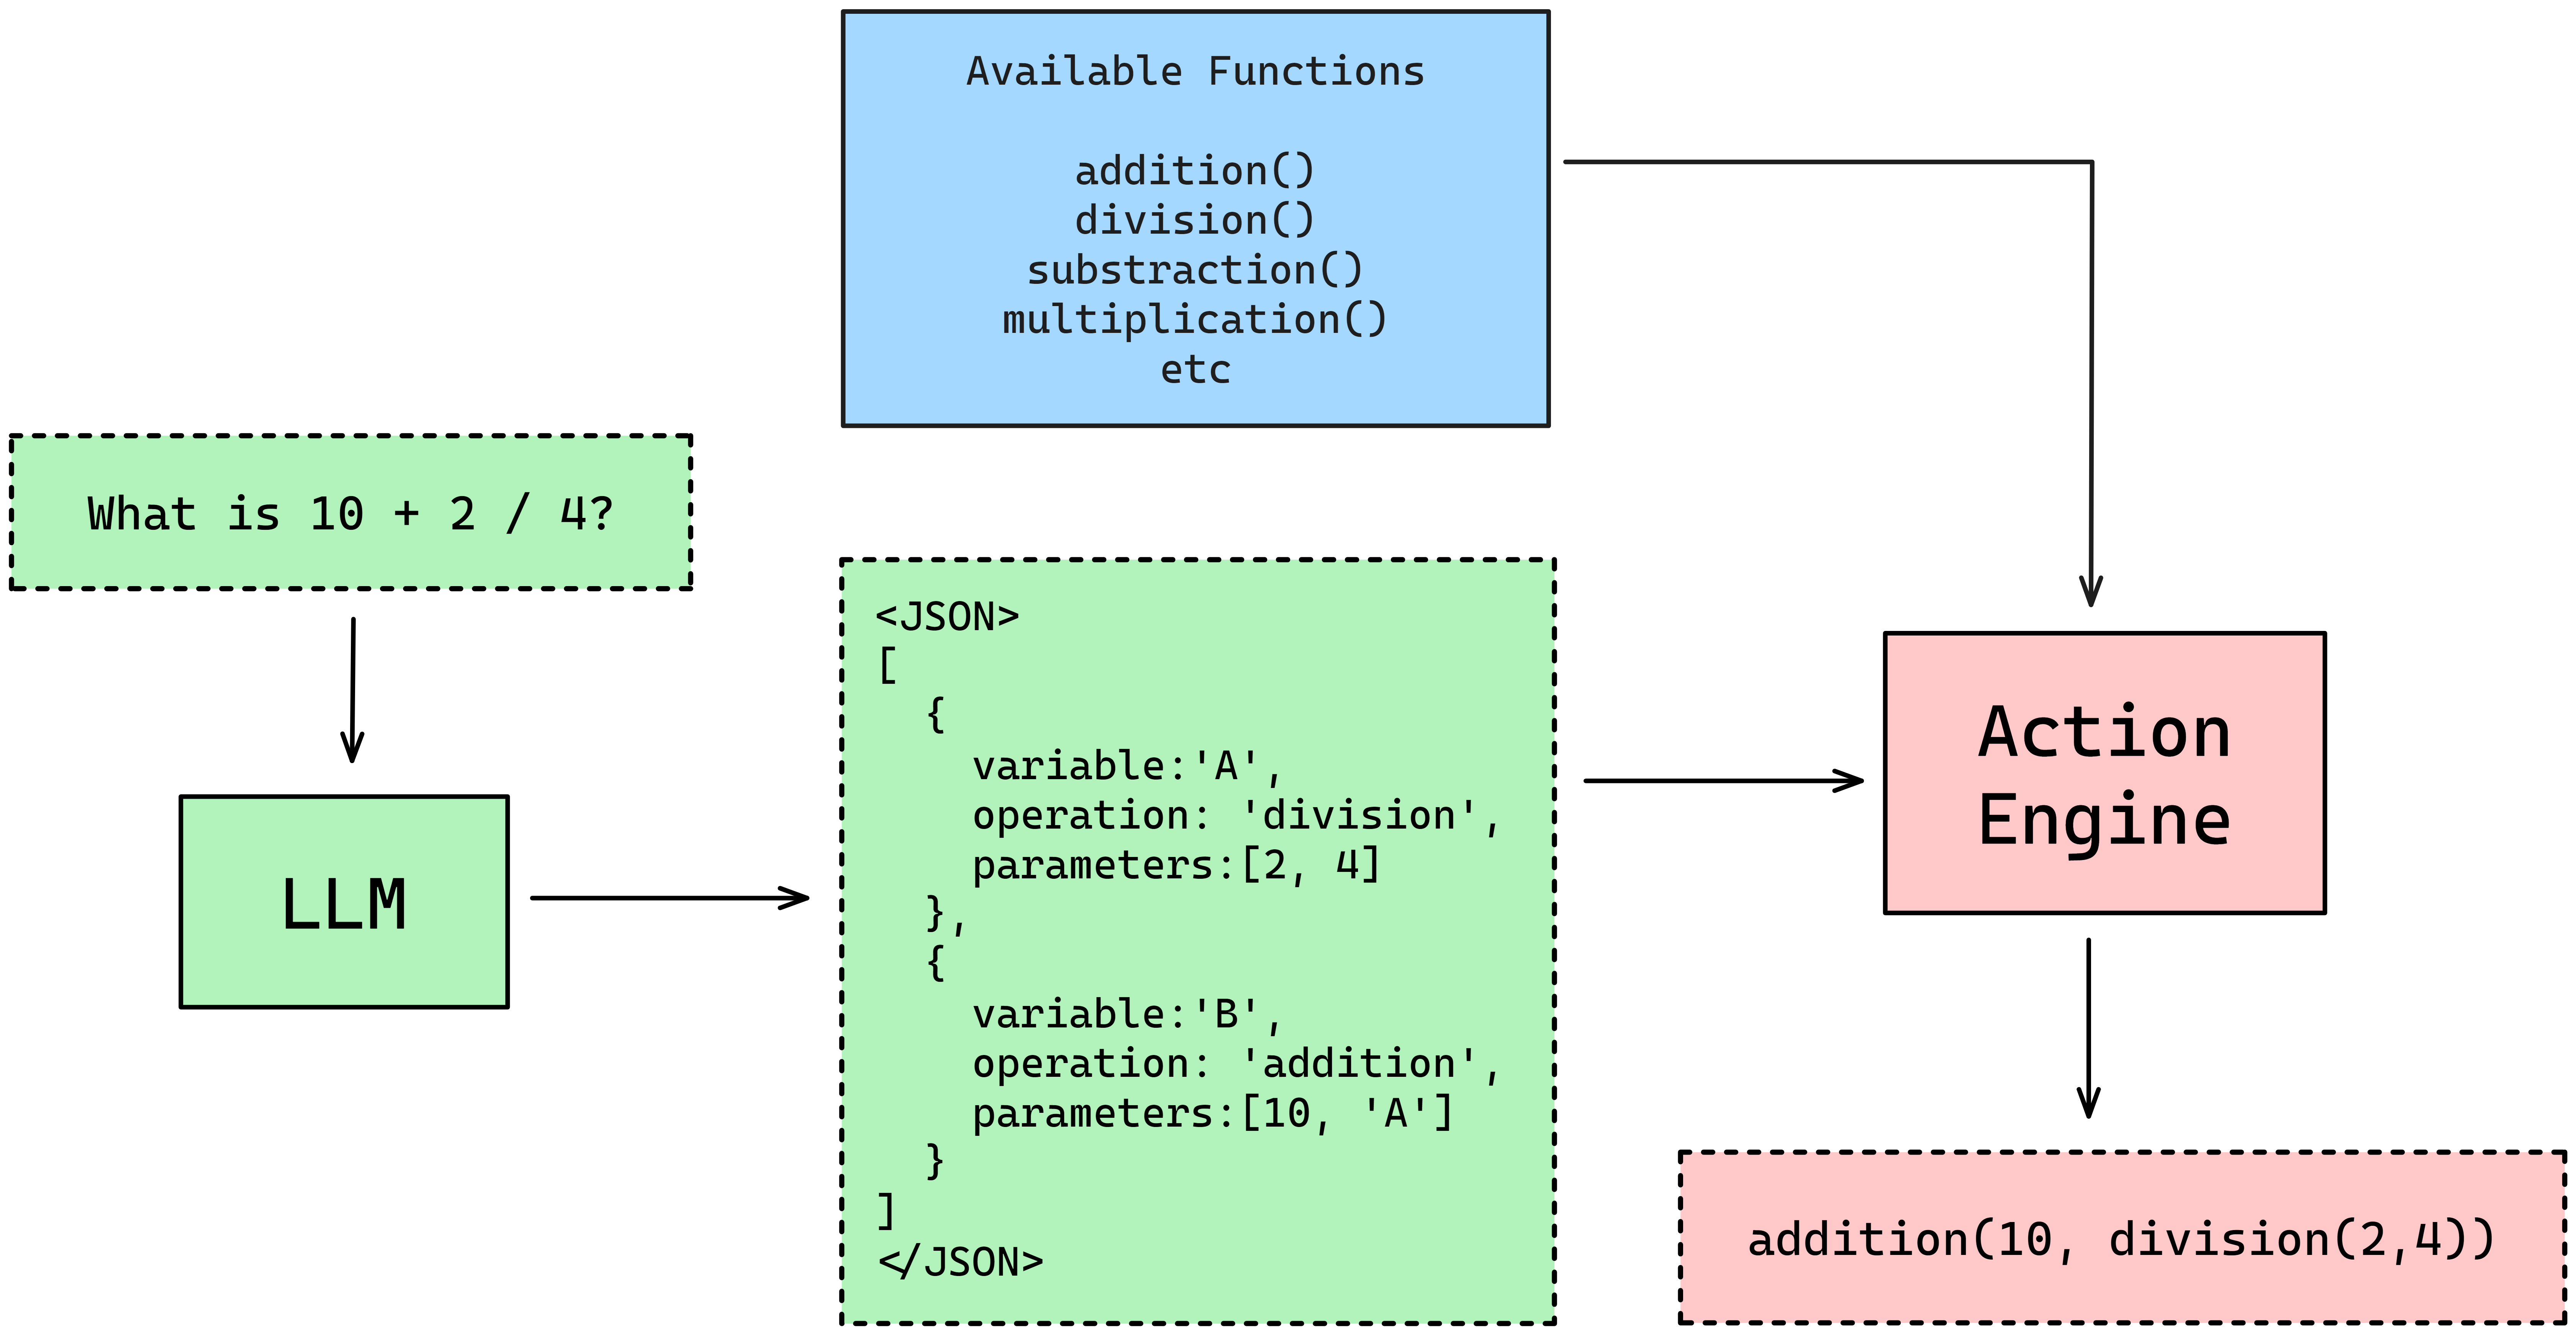 Available Functions
addition()
division()
substraction()
multiplication()
etc
What is 10 + 2 / 4?
LLM
<JSON>
[
{
variable:'A',
operation: 'division',
parameters:[2, 4]
},
{
variable:'B',
operation: 'addition',
parameters:[10, 'A']
}
]
</JSON>
Action
Engine
addition(10, division(2,4))